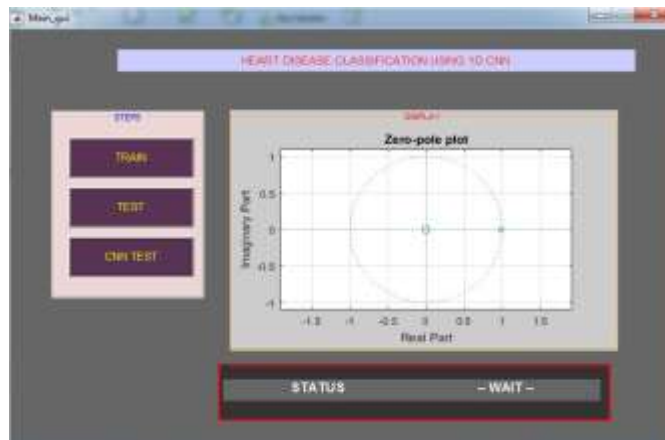 Main_gui
HEART DISEASE CLASSIFICATION USING 1D CNN
STEPS
TRAIN
TEST
CNN TEST
DISPLAY
Zero-pole plot
Imaginary Part
1
0.5
0
-0.5
-1
-1.5 -1 -0.5 0 0.5 1 1.5
Real Part
STATUS -- WAIT --